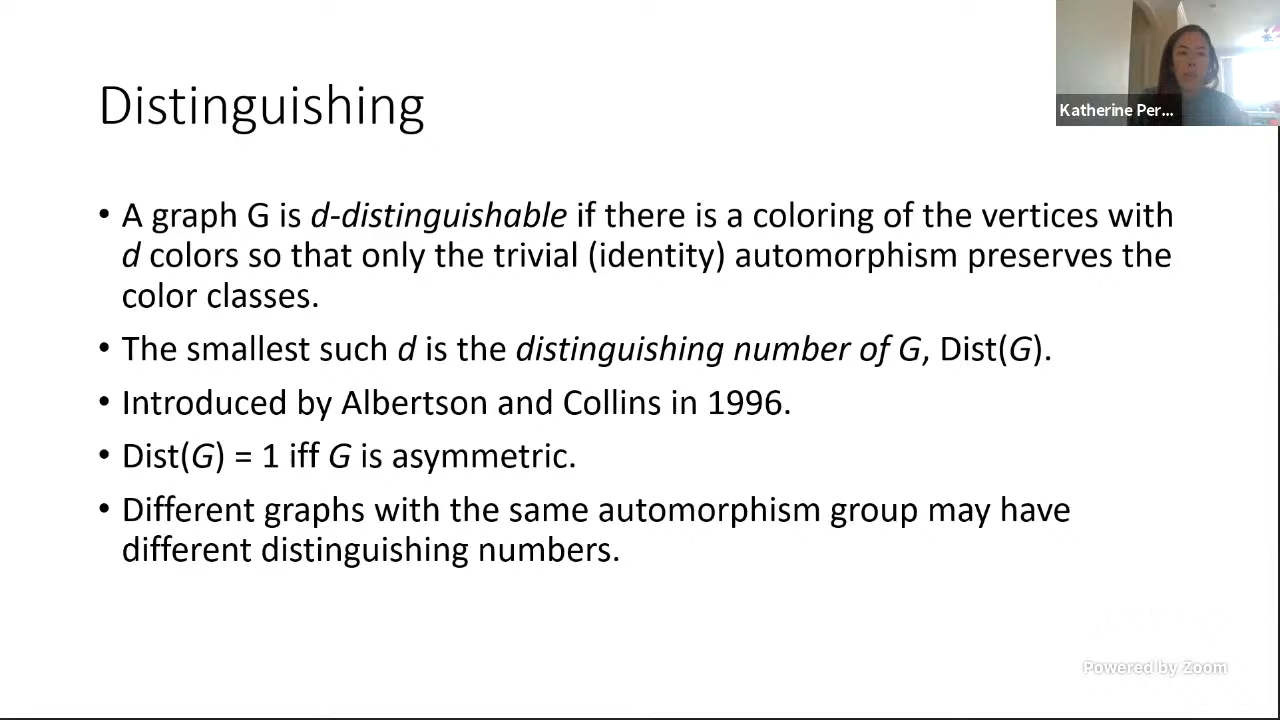 Distinguishing
Katherine Per...
• A graph G is d-distinguishable if there is a coloring of the vertices with
d colors so that only the trivial (identity) automorphism preserves the
color classes.
• The smallest such d is the distinguishing number of G, Dist(G).
• Introduced by Albertson and Collins in 1996.
• Dist(G) = 1 iff G is asymmetric.
• Different graphs with the same automorphism group may have
different distinguishing numbers.
Powered by Zoom